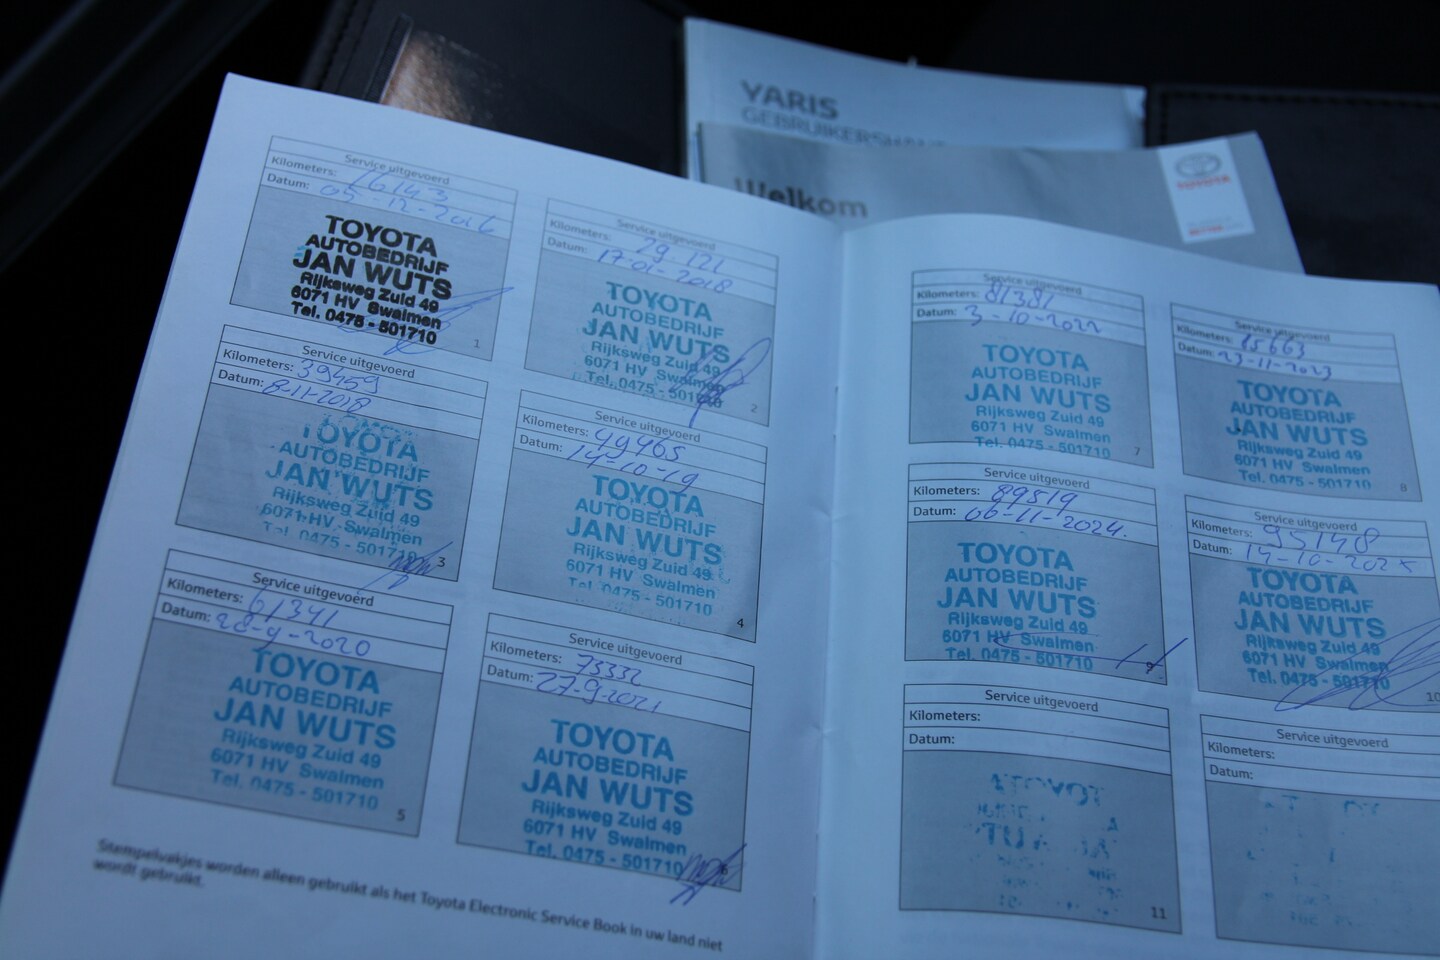 YARIS
Welkom
TOYOTA
Service uitgevoerd
Kilometers: 16143
Datum: 05-12-2016
TOYOTA
AUTOBEDRIJF
JAN WUTS
Rijksweg Zuid 49
6071 HV Swalmen
Tel. 0475 - 501710
1
Service uitgevoerd
Kilometers: 29.121
Datum: 17-01-2018
TOYOTA
AUTOBEDRIJF
JAN WUTS
Rijksweg Zuid 49
6071 HV Swalmen
Tel. 0475 - 501710
2
Service uitgevoerd
Kilometers: 39459
Datum: 8-11-2018
TOYOTA
AUTOBEDRIJF
JAN WUTS
Rijksweg Zuid 49
6071 HV Swalmen
Tel. 0475 - 501710
3
Service uitgevoerd
Kilometers: 49465
Datum: 14-10-19
TOYOTA
AUTOBEDRIJF
JAN WUTS
Rijksweg Zuid 49
6071 HV Swalmen
Tel. 0475 - 501710
4
Service uitgevoerd
Kilometers: 61341
Datum:
TOYOTA
AUTOBEDRIJF
JAN WUTS
Rijksweg Zuid 49
6071 HV Swalmen
Tel. 0475 - 501710
5
Service uitgevoerd
Kilometers: 75332
Datum: 27-9-2021
TOYOTA
AUTOBEDRIJF
JAN WUTS
Rijksweg Zuid 49
6071 HV Swalmen
Tel. 0475 - 501710
6
Stempelvakjes worden alleen gebruikt als het Toyota Electronic Service Book in uw land niet
wordt gebruikt.
Service uitgevoerd
Kilometers: 81381
Datum: 3-10-2022
TOYOTA
AUTOBEDRIJF
JAN WUTS
Rijksweg Zuid 49
6071 HV Swalmen
Tel. 0475 - 501710
7
Service uitgevoerd
Kilometers:
Datum: 23-11-2023
TOYOTA
AUTOBEDRIJF
JAN WUTS
Rijksweg Zuid 49
6071 HV Swalmen
Tel. 0475 - 501710
8
Service uitgevoerd
Kilometers: 89519
Datum: 06-11-2024.
TOYOTA
AUTOBEDRIJF
JAN WUTS
Rijksweg Zuid 49
6071 HV Swalmen
Tel. 0475 - 501710
Service uitgevoerd
Kilometers: 95148
Datum:
TOYOTA
AUTOBEDRIJF
JAN WUTS
Rijksweg Zuid 49
6071 HV Swalmen
Tel. 0475 - 501710
10
Service uitgevoerd
Kilometers:
Datum:
11
Service uitgevoerd
Kilometers:
Datum: